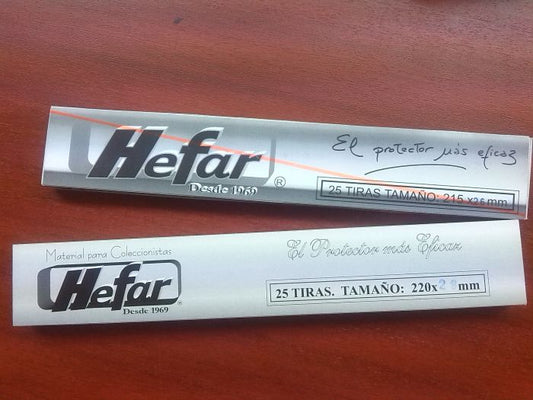 Hefar
Desde 1969
®
El protector más eficaz
25 TIRAS TAMAÑO: 215 x26 mm
Material para Coleccionistas
El Protector más Eficaz
Hefar
Desde 1969
25 TIRAS. TAMAÑO: 220x mm